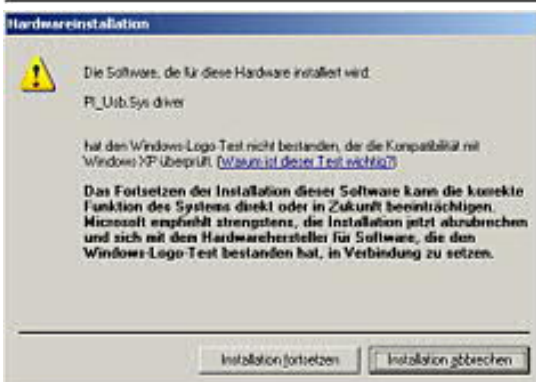 Hardwareinstallation
Die Software, die für diese Hardware installiert wird:
PI_Usb.Sys driver
hat den Windows-Logo-Test nicht bestanden, der die Kompatibilität mit
Windows XP überprüft. (Warum ist dieser Test wichtig?)
Das Fortsetzen der Installation dieser Software kann die korrekte
Funktion des Systems direkt oder in Zukunft beeinträchtigen.
Microsoft empfiehlt strengstens, die Installation jetzt abzubrechen
und sich mit dem Hardwarehersteller für Software, die den
Windows-Logo-Test bestanden hat, in Verbindung zu setzen.
Installation fortsetzen
Installation abbrechen